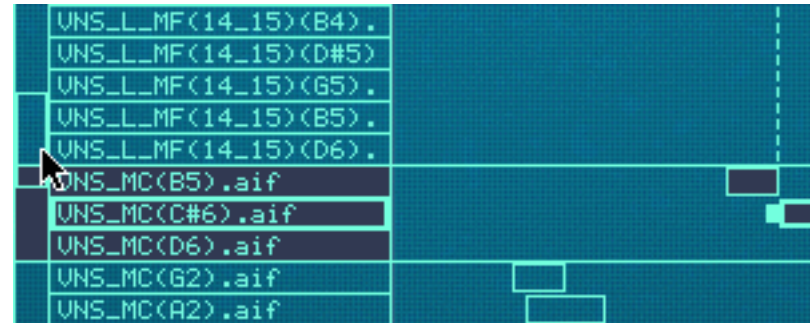 VNS_L_MF(14_15)(B4).
VNS_L_MF(14_15)(D#5)
VNS_L_MF(14_15)(G5).
VNS_L_MF(14_15)(B5).
VNS_L_MF(14_15)(D6).
VNS_MC(B5).aif
VNS_MC(C#6).aif
VNS_MC(D6).aif
VNS_MC(G2).aif
VNS_MC(A2).aif